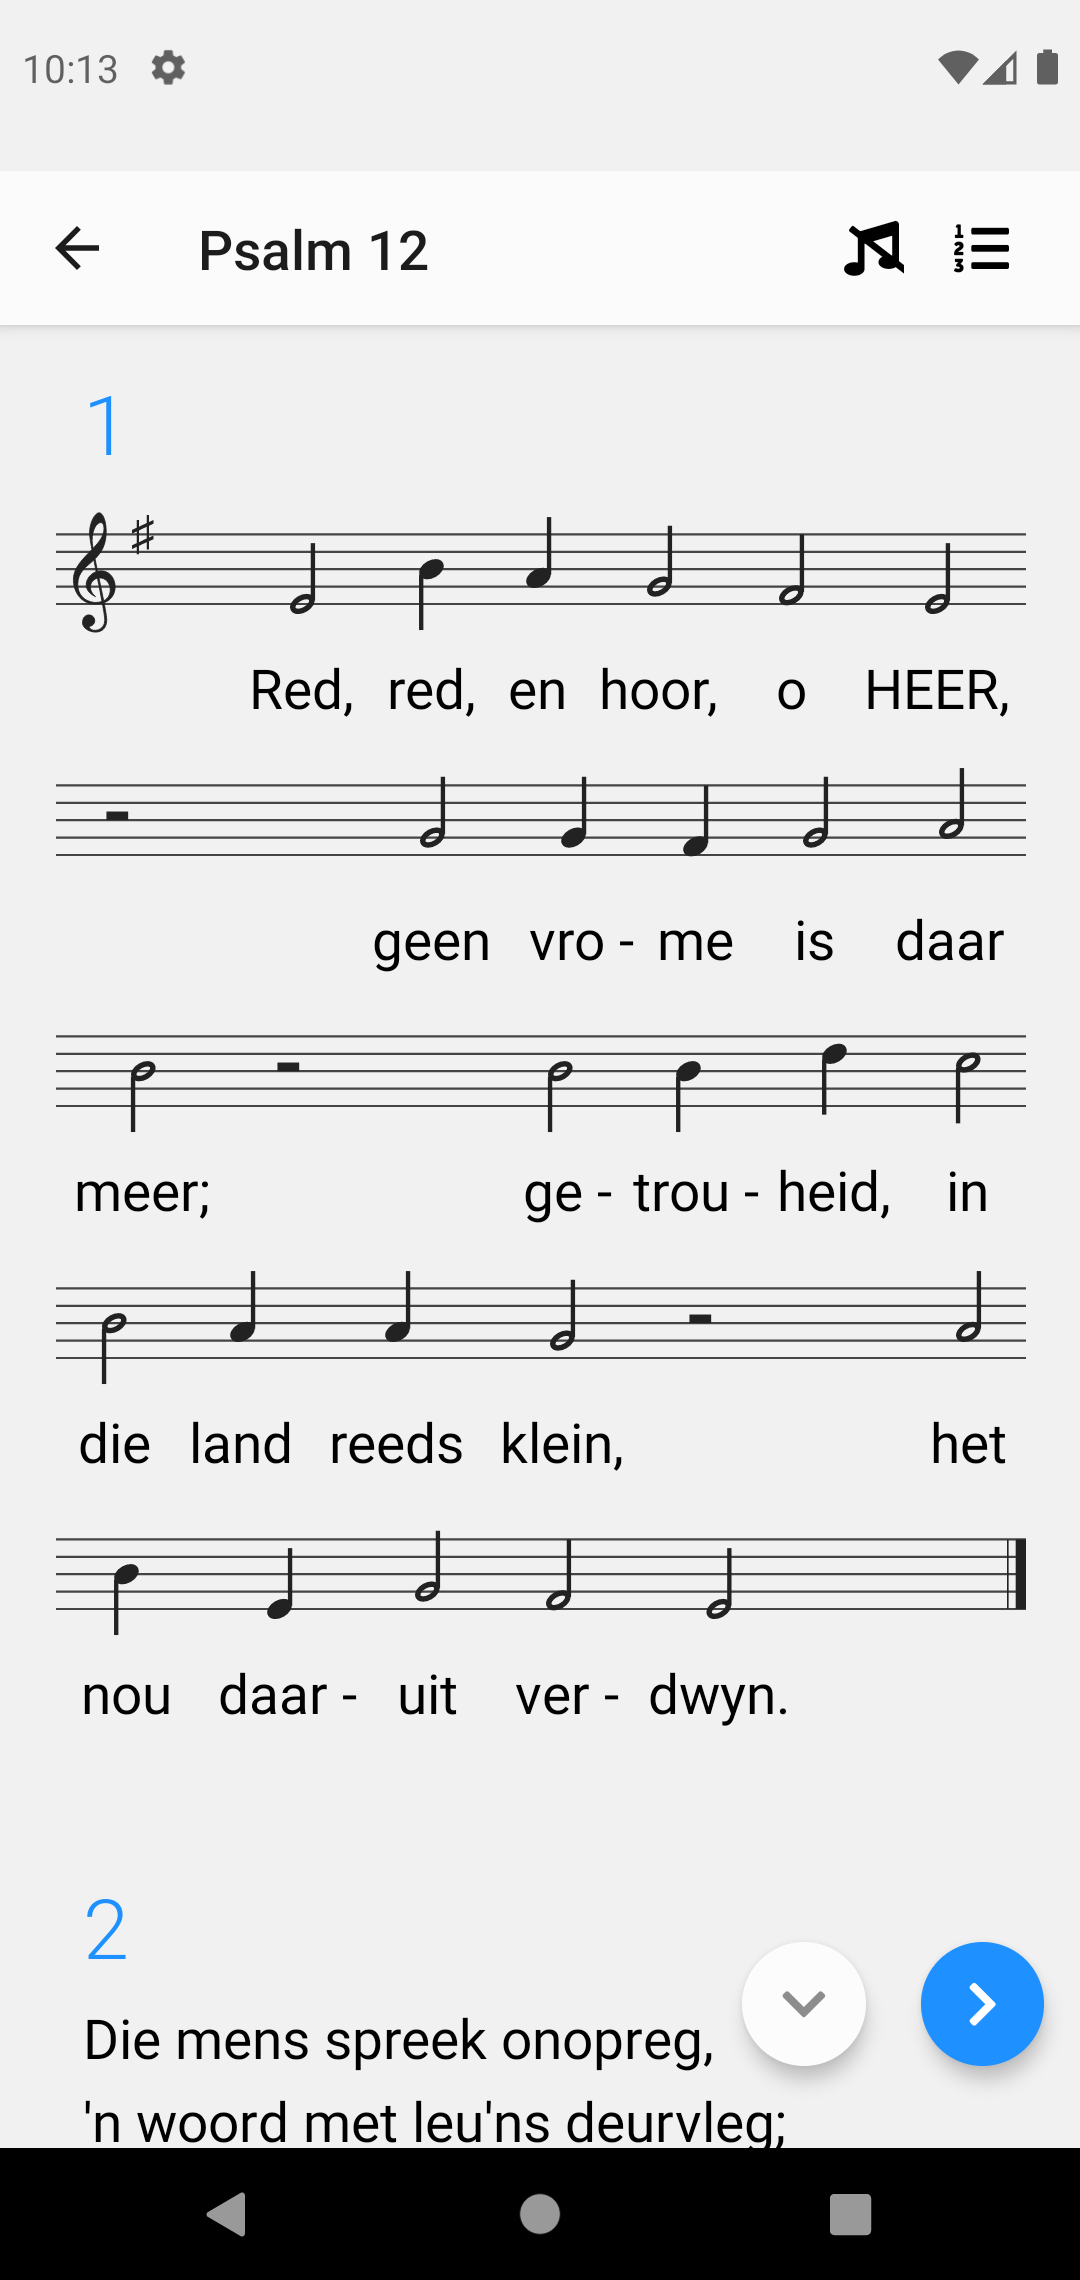 10:13
Psalm 12
1
Red, red, en hoor, o HEER,
geen vro - me is daar
meer; ge - trou - heid, in
die land reeds klein, het
nou daar - uit ver - dwyn.
2
Die mens spreek onopreg,
'n woord met leu'ns deurvleg;